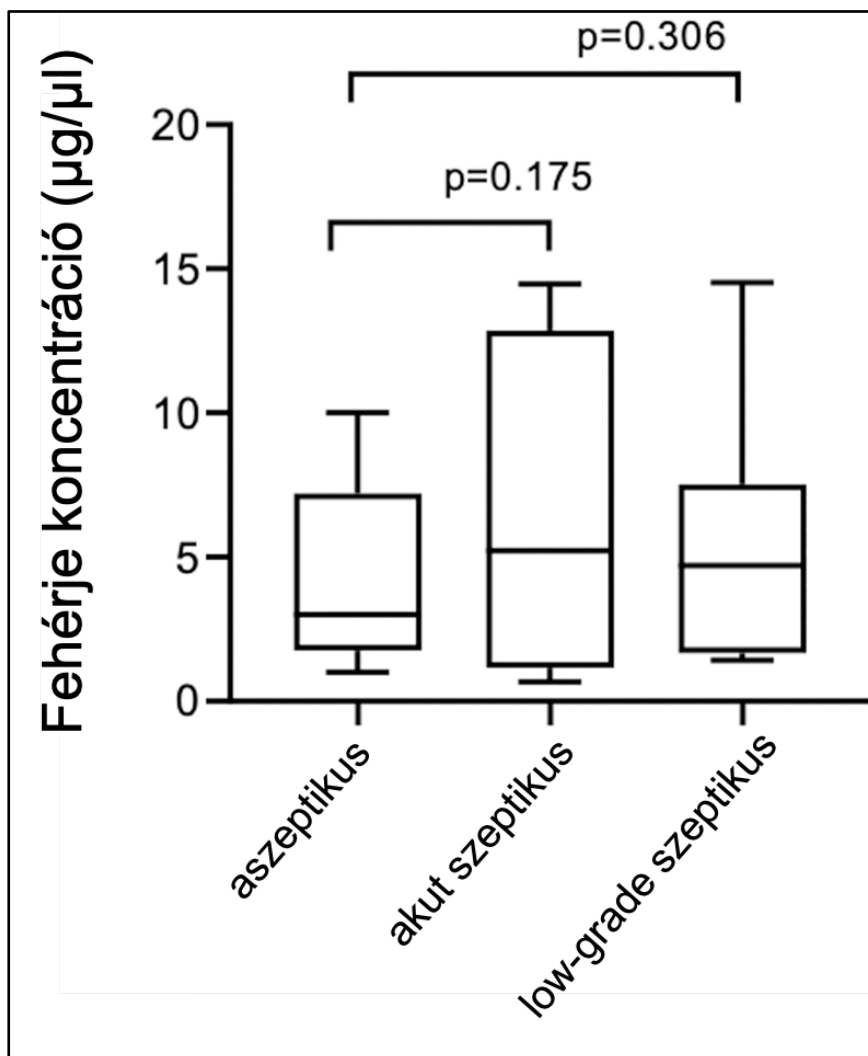 p=0.306
p=0.175
Fehérje koncentráció (µg/µl)
20
15
10
5
0
aszeptikus
akut szeptikus
low-grade szeptikus